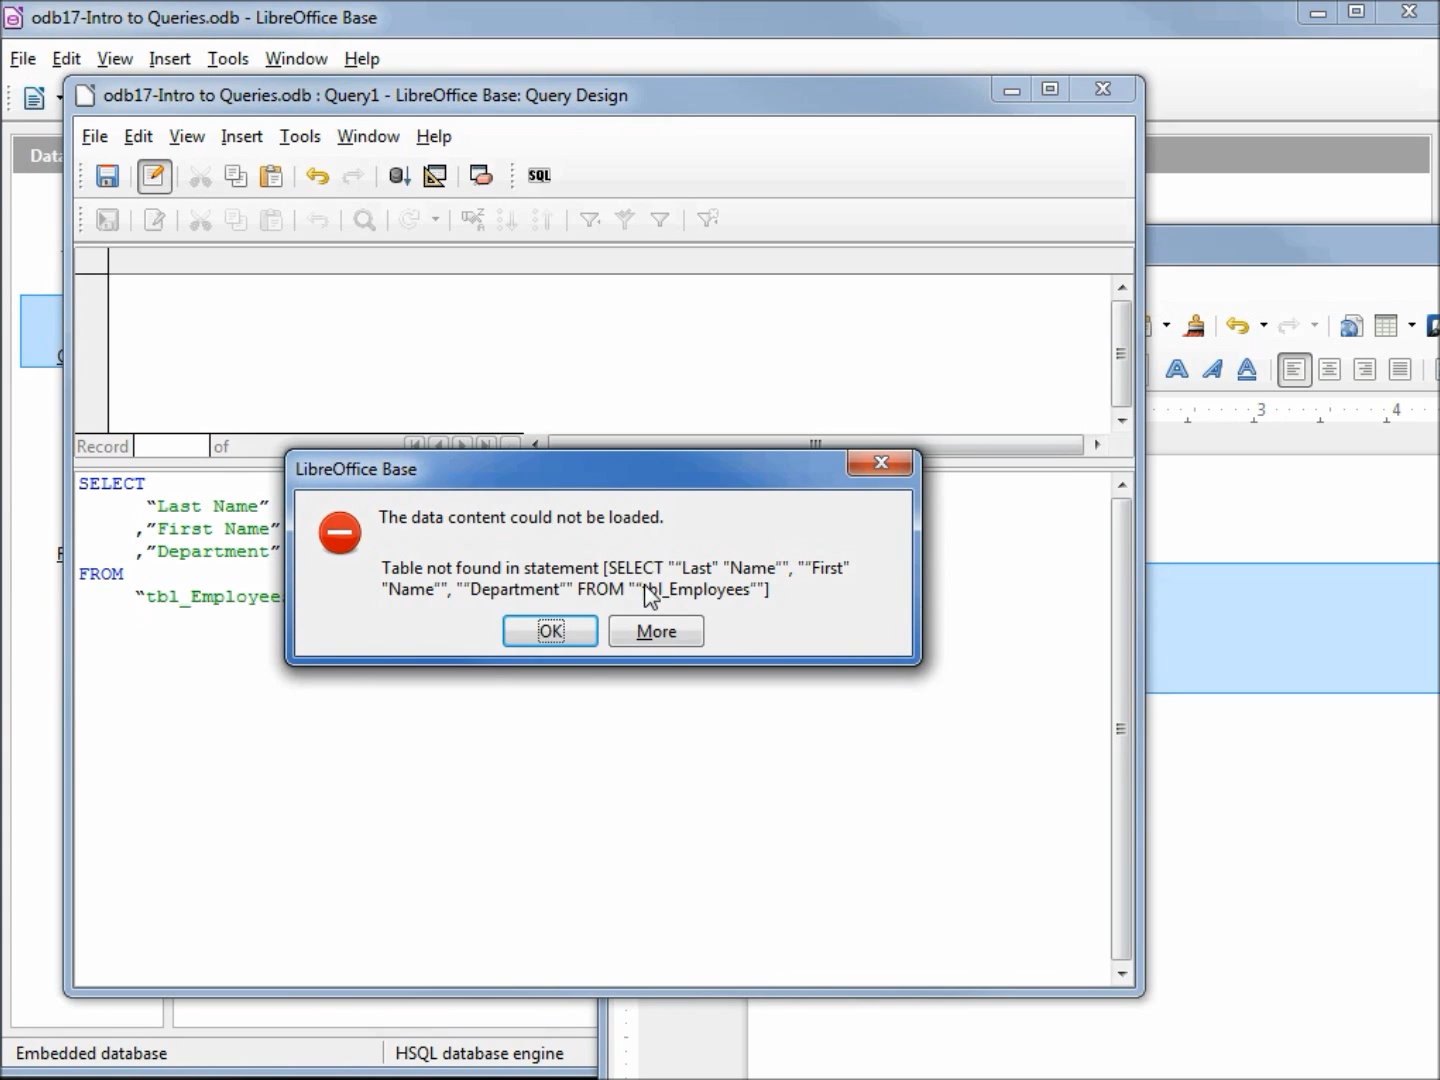 odb17-Intro to Queries.odb - LibreOffice Base
File Edit View Insert Tools Window Help
odb17-Intro to Queries.odb : Query1 - LibreOffice Base: Query Design
File Edit View Insert Tools Window Help
Data
SQL
3 4
Record of
LibreOffice Base
SELECT
“Last Name”
,”First Name”
,”Department”
FROM
“tbl_Employee
The data content could not be loaded.
Table not found in statement [SELECT "“Last" "Name“", "“First"
"Name“", "“Department“" FROM "“tbl_Employees“"]
OK More
Embedded database HSQL database engine